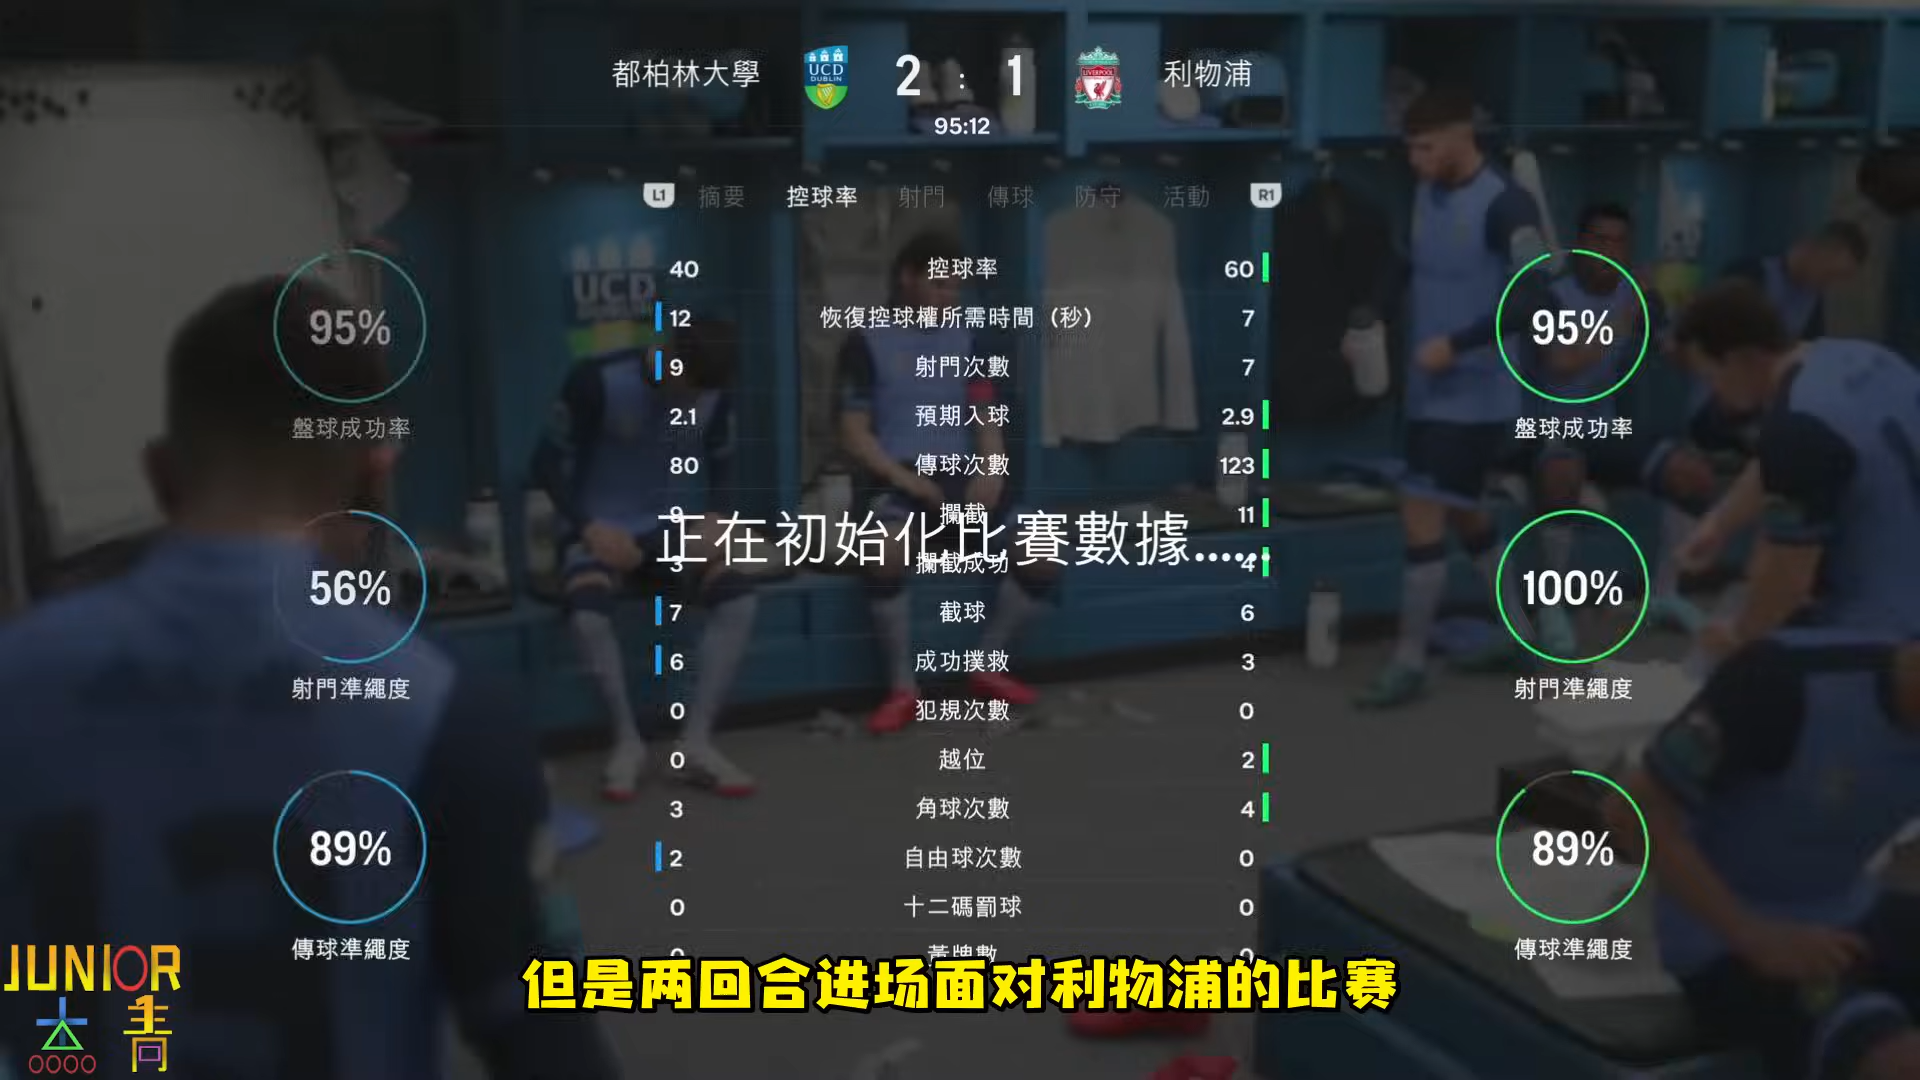 都柏林大學 UCD DUBLIN 2 : 1 LIVERPOOL 利物浦
95:12
L1 摘要 控球率 射門 傳球 防守 活動 R1
40 控球率 60
12 恢復控球權所需時間（秒） 7
9 射門次數 7
2.1 預期入球 2.9
80 傳球次數 123
9 攔截 11
正在初始化比賽數據......
3 攔截成功 4
7 截球 6
6 成功撲救 3
0 犯規次數 0
0 越位 2
3 角球次數 4
2 自由球次數 0
0 十二碼罰球 0
0 黃牌數 0
95%
盤球成功率
56%
射門準繩度
89%
傳球準繩度
95%
盤球成功率
100%
射門準繩度
89%
傳球準繩度
UCD
DUBLIN
但是两回合进场面对利物浦的比赛
JUNIOR